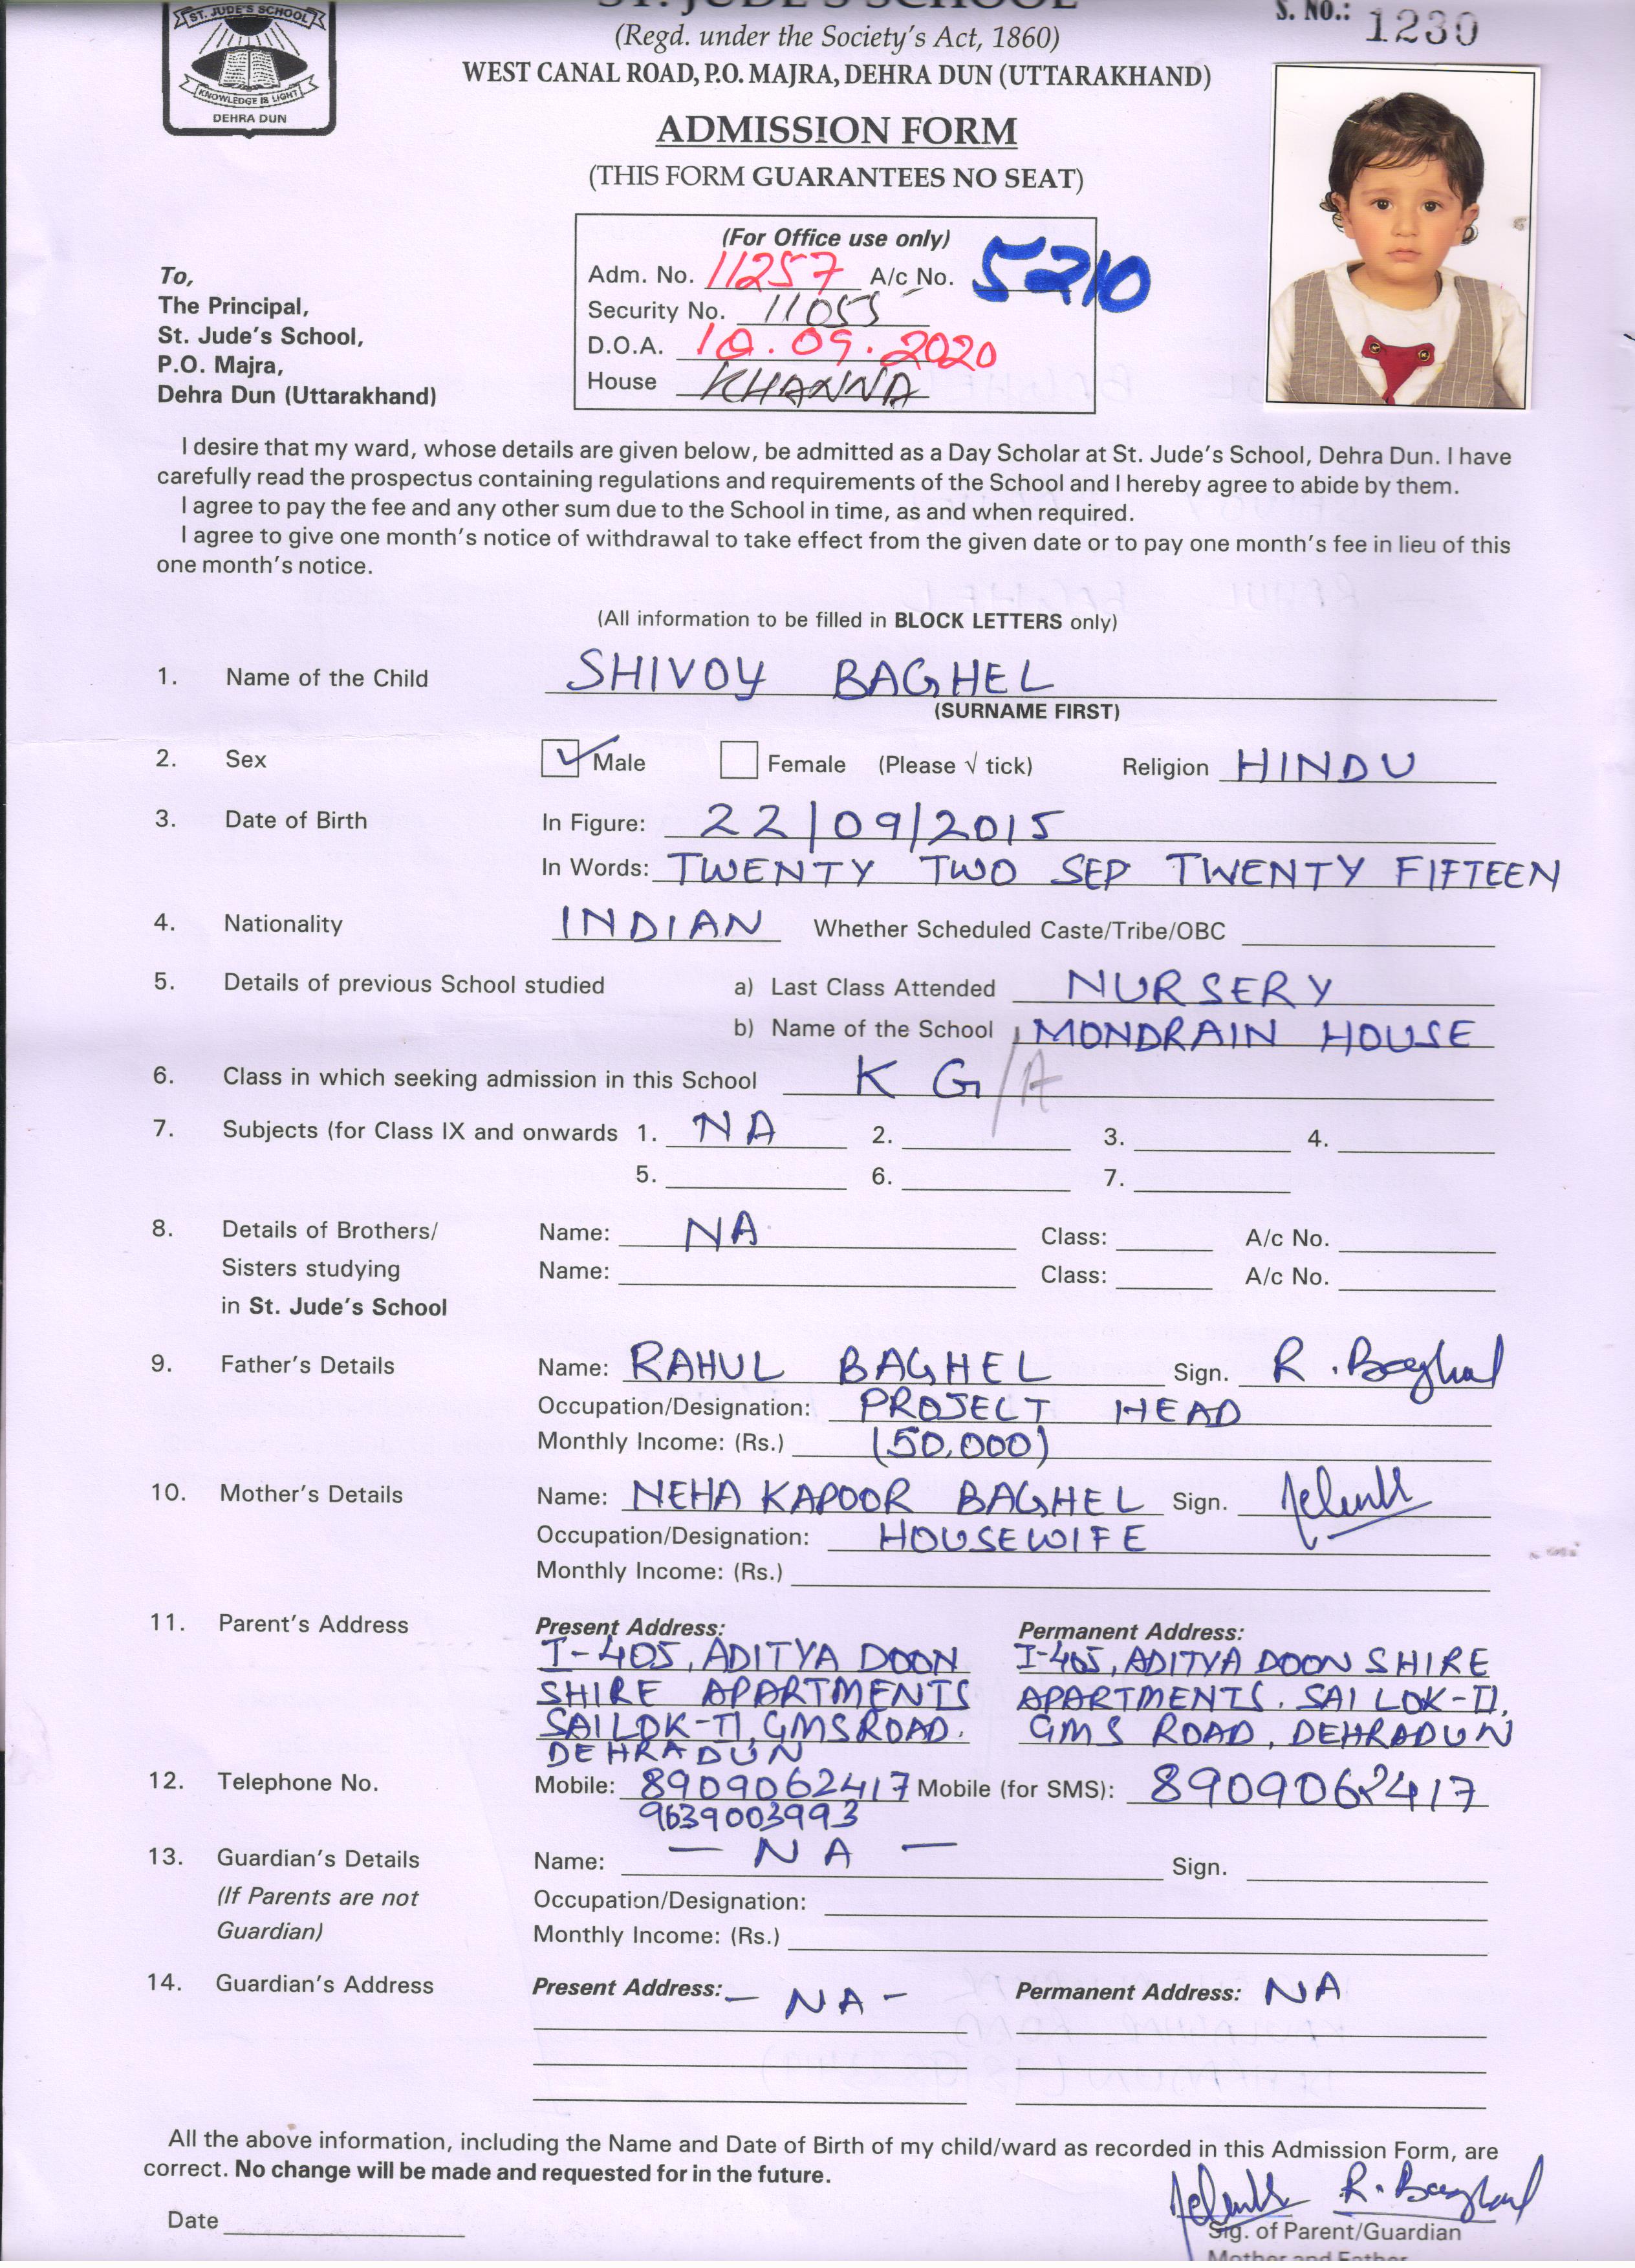 ST. JUDE'S SCHOOL
KNOWLEDGE IS LIGHT
DEHRA DUN
ST. JUDE'S SCHOOL
S. NO.: 1230
(Regd. under the Society's Act, 1860)
WEST CANAL ROAD, P.O. MAJRA, DEHRA DUN (UTTARAKHAND)
ADMISSION FORM
(THIS FORM GUARANTEES NO SEAT)
(For Office use only)
Adm. No. 11257 A/c No. 5210
Security No. 11055
D.O.A. 10.09.2020
House KHANNA
To,
The Principal,
St. Jude's School,
P.O. Majra,
Dehra Dun (Uttarakhand)
I desire that my ward, whose details are given below, be admitted as a Day Scholar at St. Jude's School, Dehra Dun. I have
carefully read the prospectus containing regulations and requirements of the School and I hereby agree to abide by them.
I agree to pay the fee and any other sum due to the School in time, as and when required.
I agree to give one month's notice of withdrawal to take effect from the given date or to pay one month's fee in lieu of this
one month's notice.
(All information to be filled in BLOCK LETTERS only)
1. Name of the Child SHIVOY BAGHEL
(SURNAME FIRST)
2. Sex ✓ Male Female (Please √ tick) Religion HINDU
3. Date of Birth In Figure: 22/09/2015
In Words: TWENTY TWO SEP TWENTY FIFTEEN
4. Nationality INDIAN Whether Scheduled Caste/Tribe/OBC
5. Details of previous School studied a) Last Class Attended NURSERY
b) Name of the School MONDRAIN HOUSE
6. Class in which seeking admission in this School KG/A
7. Subjects (for Class IX and onwards 1. NA 2. 3. 4.
5. 6. 7.
8. Details of Brothers/ Name: NA Class: A/c No.
Sisters studying Name: Class: A/c No.
in St. Jude's School
9. Father's Details Name: RAHUL BAGHEL Sign. R. Baghel
Occupation/Designation: PROJECT HEAD
Monthly Income: (Rs.) (50,000)
10. Mother's Details Name: NEHA KAPOOR BAGHEL Sign.
Occupation/Designation: HOUSEWIFE
Monthly Income: (Rs.)
11. Parent's Address Present Address: Permanent Address:
I-405, ADITYA DOON I-405, ADITYA DOON SHIRE
SHIRE APARTMENTS APARTMENTS, SAI LOK-II,
SAI LOK-II, GMS ROAD. GMS ROAD, DEHRADUN
DEHRADUN
12. Telephone No. Mobile: 8909062417 Mobile (for SMS): 8909062417
9639003993
13. Guardian's Details Name: – NA – Sign.
(If Parents are not Occupation/Designation:
Guardian) Monthly Income: (Rs.)
14. Guardian's Address Present Address: – NA – Permanent Address: NA
All the above information, including the Name and Date of Birth of my child/ward as recorded in this Admission Form, are
correct. No change will be made and requested for in the future.
R. Baghel
Date Sig. of Parent/Guardian
Mother and Father